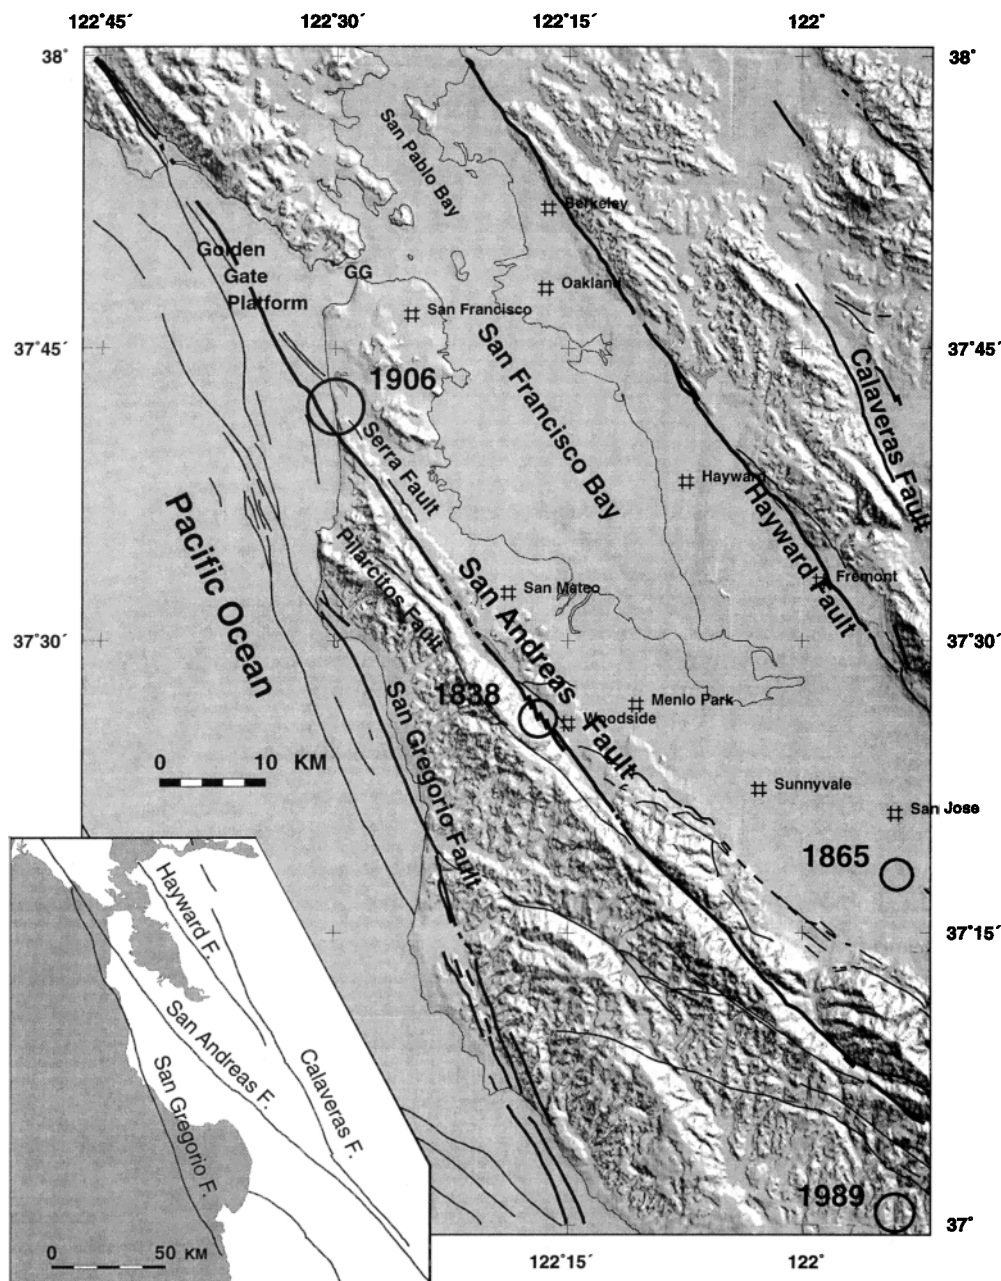 122°45´ 122°30´ 122°15´ 122°
38° 38°
San Pablo Bay
Berkeley
Golden
Gate
Platform
GG
Oakland
San Francisco
37°45´ 37°45´
San Francisco Bay
Calaveras Fault
1906
Serra Fault
Hayward
Hayward Fault
Pacific Ocean
Pilarcitos Fault
San Mateo
Fremont
San Andreas Fault
37°30´ 37°30´
1838
Menlo Park
Woodside
San Gregorio Fault
0 10 KM
Sunnyvale
San Jose
1865
37°15´
Hayward F.
San Andreas F.
San Gregorio F.
Calaveras F.
0 50 KM
1989
37°
122°15´ 122°